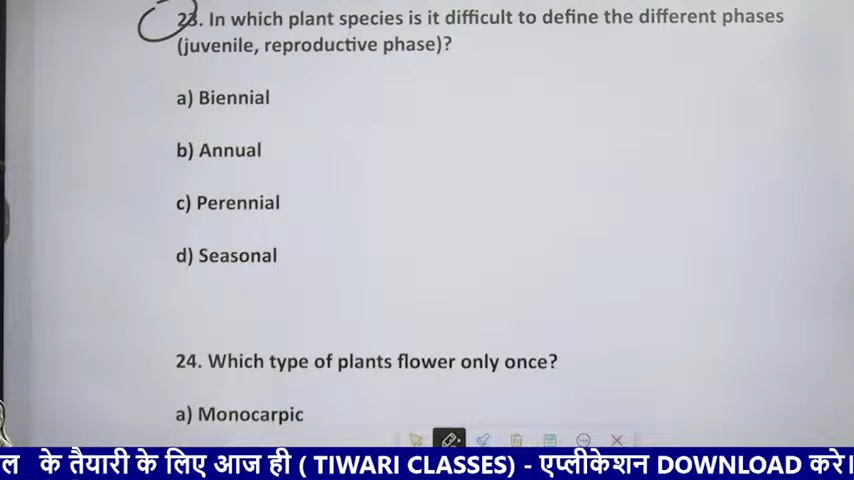 23. In which plant species is it difficult to define the different phases
(juvenile, reproductive phase)?
a) Biennial
b) Annual
c) Perennial
d) Seasonal
24. Which type of plants flower only once?
a) Monocarpic
ल के तैयारी के लिए आज ही ( TIWARI CLASSES) - एप्लीकेशन DOWNLOAD करे।